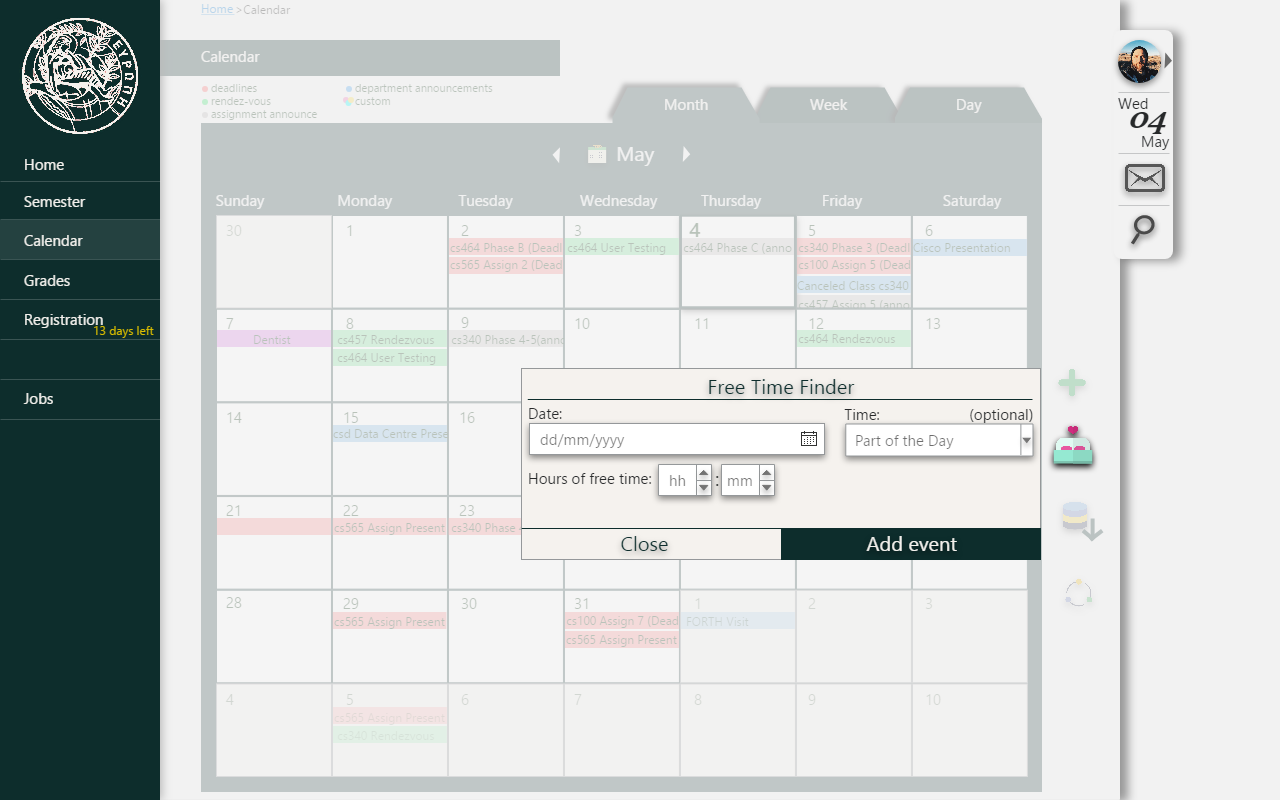 ΕΥΡΩΠΗ
Home
Semester
Calendar
Grades
Registration
13 days left
Jobs
Home >Calendar
Calendar
deadlines
department announcements
rendez-vous
custom
assignment announce
Month
Week
Day
May
Sunday Monday Tuesday Wednesday Thursday Friday Saturday
30 1 2 3 4 5 6
cs464 Phase B (Deadl
cs565 Assign 2 (Dead
cs464 User Testing
cs464 Phase C (anno
cs340 Phase 3 (Deadl
cs100 Assign 5 (Dead
Canceled Class cs340
cs457 Assign 5 (anno
Cisco Presentation
7 8 9 10 11 12 13
Dentist
cs457 Rendezvous
cs464 User Testing
cs340 Phase 4-5(anno
cs464 Rendezvous
14 15 16
csd Data Centre Prese
21 22 23
cs565 Assign Present
cs340 Phase
28 29 30 31 1 2 3
cs565 Assign Present
cs100 Assign 7 (Dead
cs565 Assign Present
FORTH Visit
4 5 6 7 8 9 10
cs565 Assign Present
cs340 Rendezvous
Free Time Finder
Date:
Time: (optional)
dd/mm/yyyy
Part of the Day
Hours of free time: hh : mm
Close
Add event
Wed
04
May